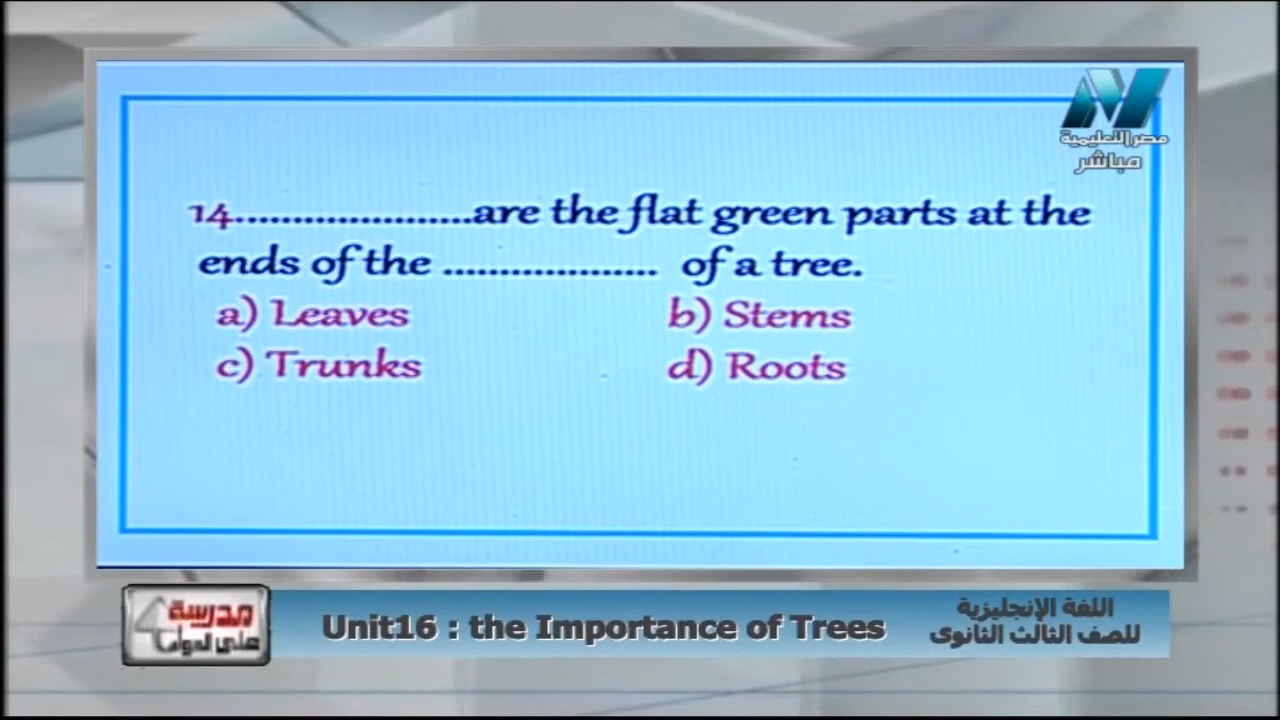 مصر التعليمية
مباشر
14.....................are the flat green parts at the
ends of the ................... of a tree.
a) Leaves b) Stems
c) Trunks d) Roots
مدرسة
على الهواء
Unit16 : the Importance of Trees
اللغة الإنجليزية
للصف الثالث الثانوى